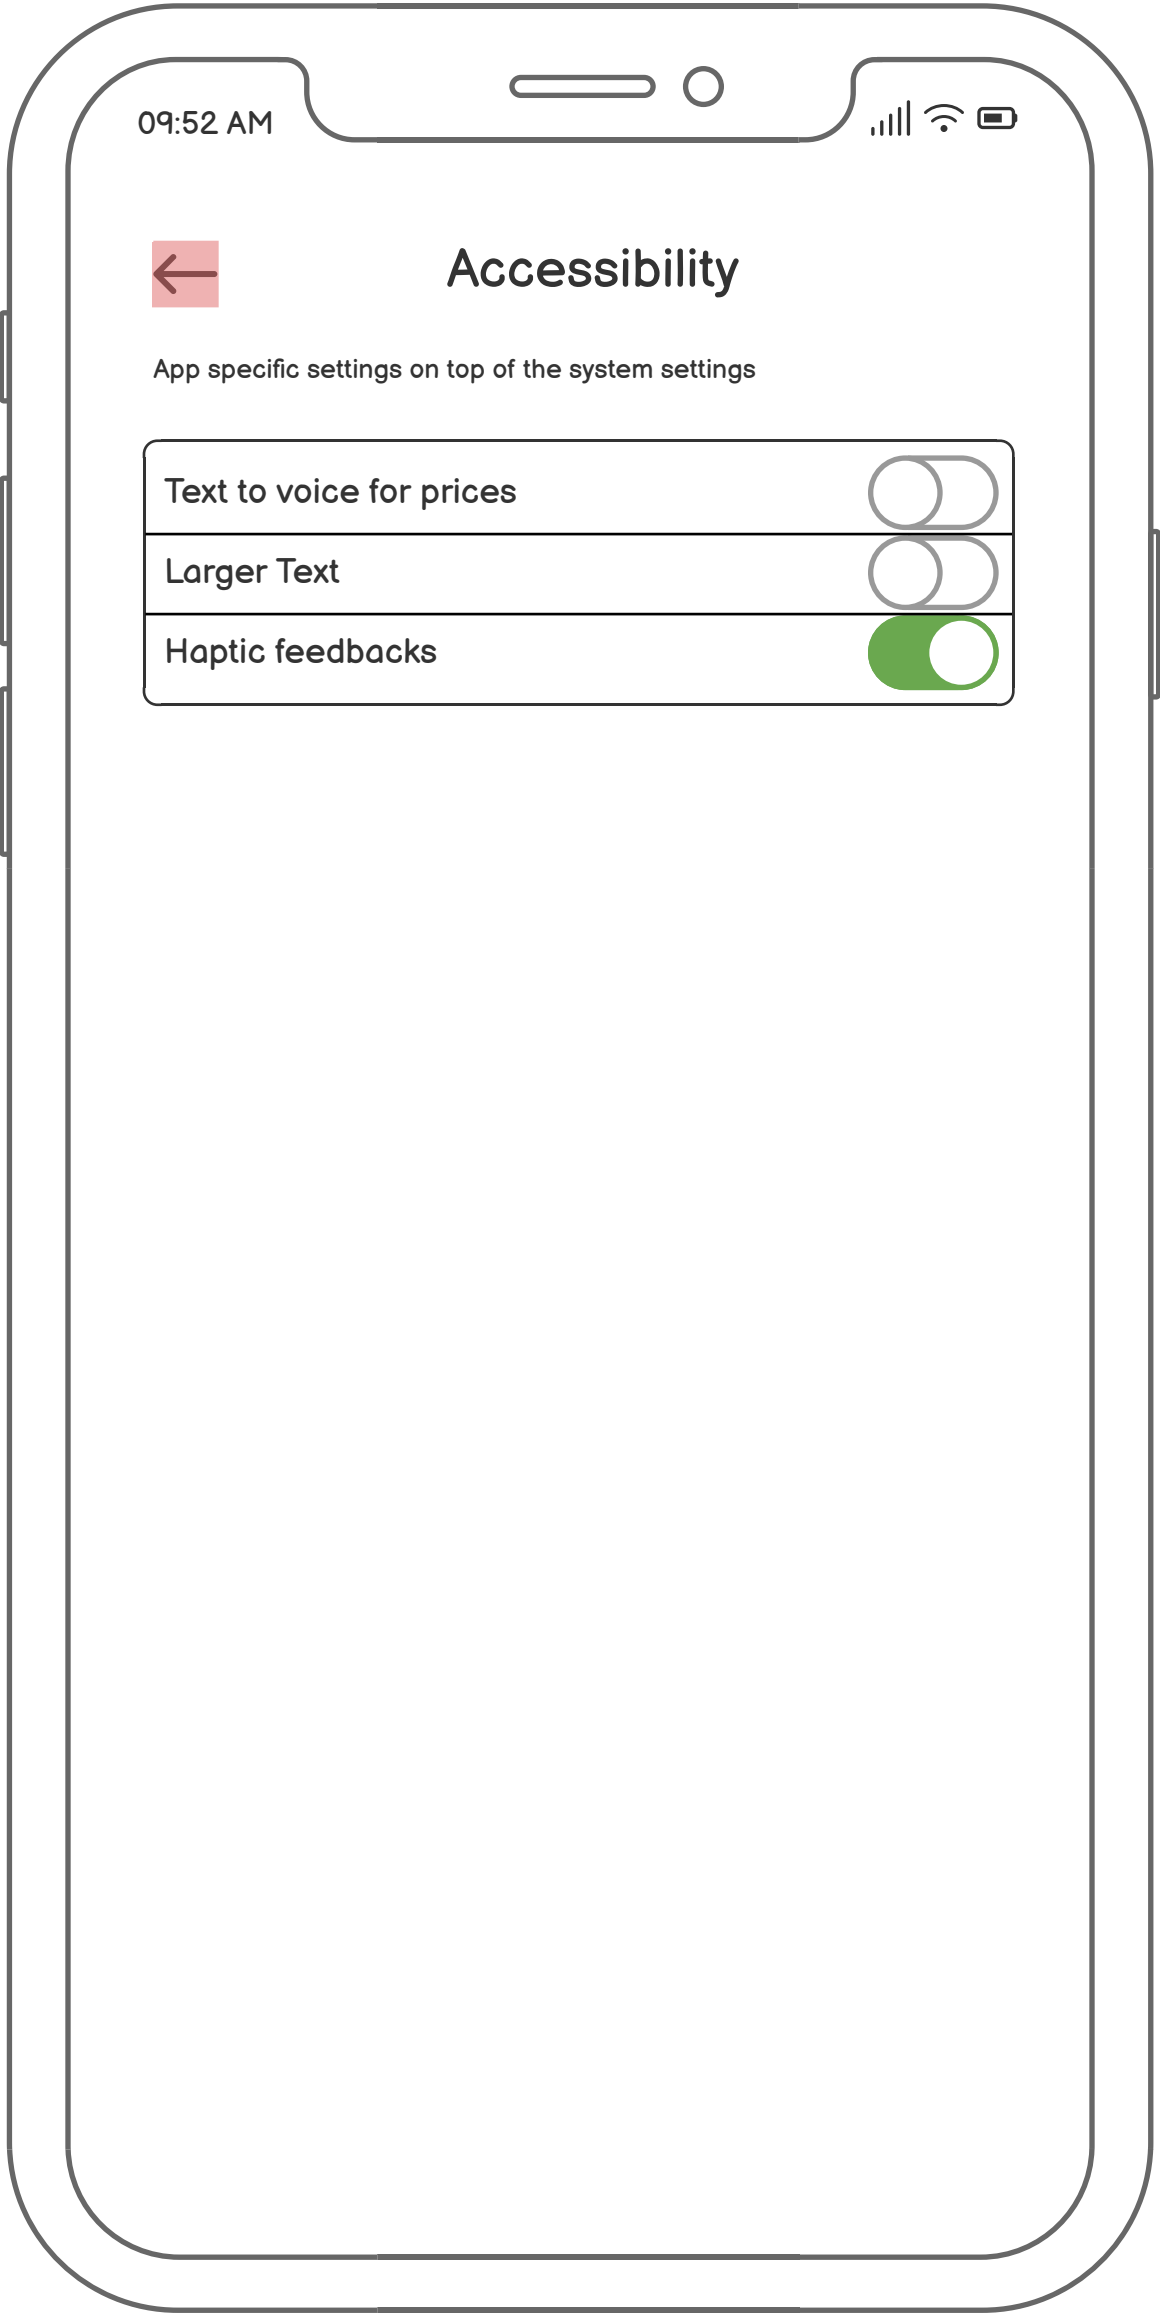 09:52 AM
Accessibility
App specific settings on top of the system settings
Text to voice for prices
Larger Text
Haptic feedbacks